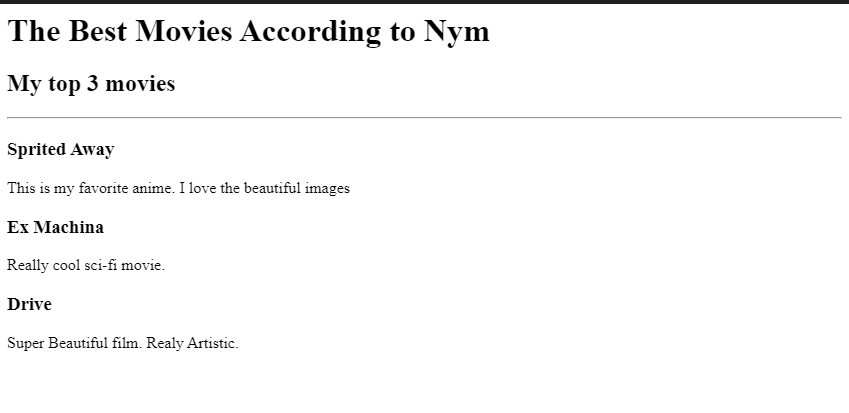 The Best Movies According to Nym
My top 3 movies
Sprited Away
This is my favorite anime. I love the beautiful images
Ex Machina
Really cool sci-fi movie.
Drive
Super Beautiful film. Realy Artistic.